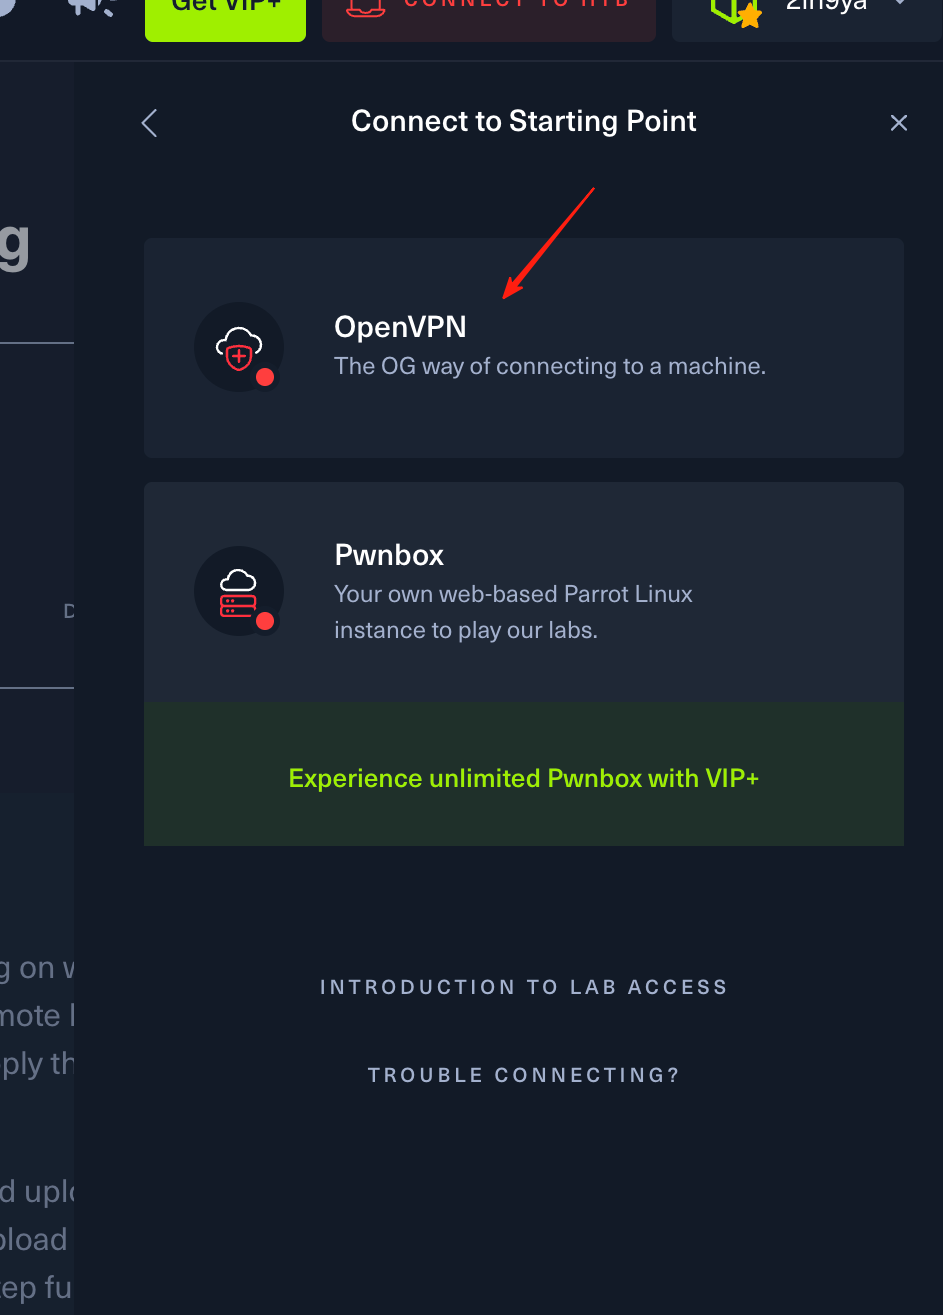 Get VIP+
CONNECT TO HTB
2ln9ya
Connect to Starting Point
g
OpenVPN
The OG way of connecting to a machine.
Pwnbox
Your own web-based Parrot Linux
instance to play our labs.
D
Experience unlimited Pwnbox with VIP+
g on w
mote l
INTRODUCTION TO LAB ACCESS
ply th
TROUBLE CONNECTING?
d uplo
pload
tep fu